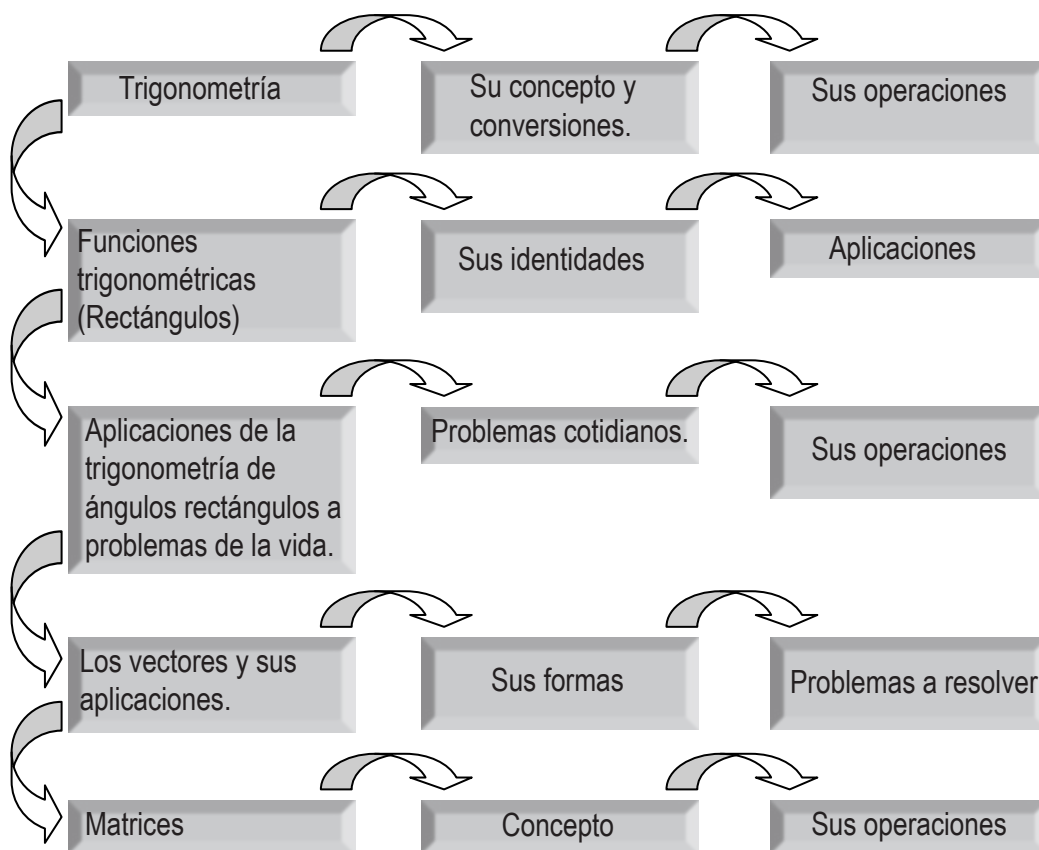 Trigonometría
Su concepto y
conversiones.
Sus operaciones
Funciones
trigonométricas
(Rectángulos)
Sus identidades
Aplicaciones
Aplicaciones de la
trigonometría de
ángulos rectángulos a
problemas de la vida.
Problemas cotidianos.
Sus operaciones
Los vectores y sus
aplicaciones.
Sus formas
Problemas a resolver
Matrices
Concepto
Sus operaciones